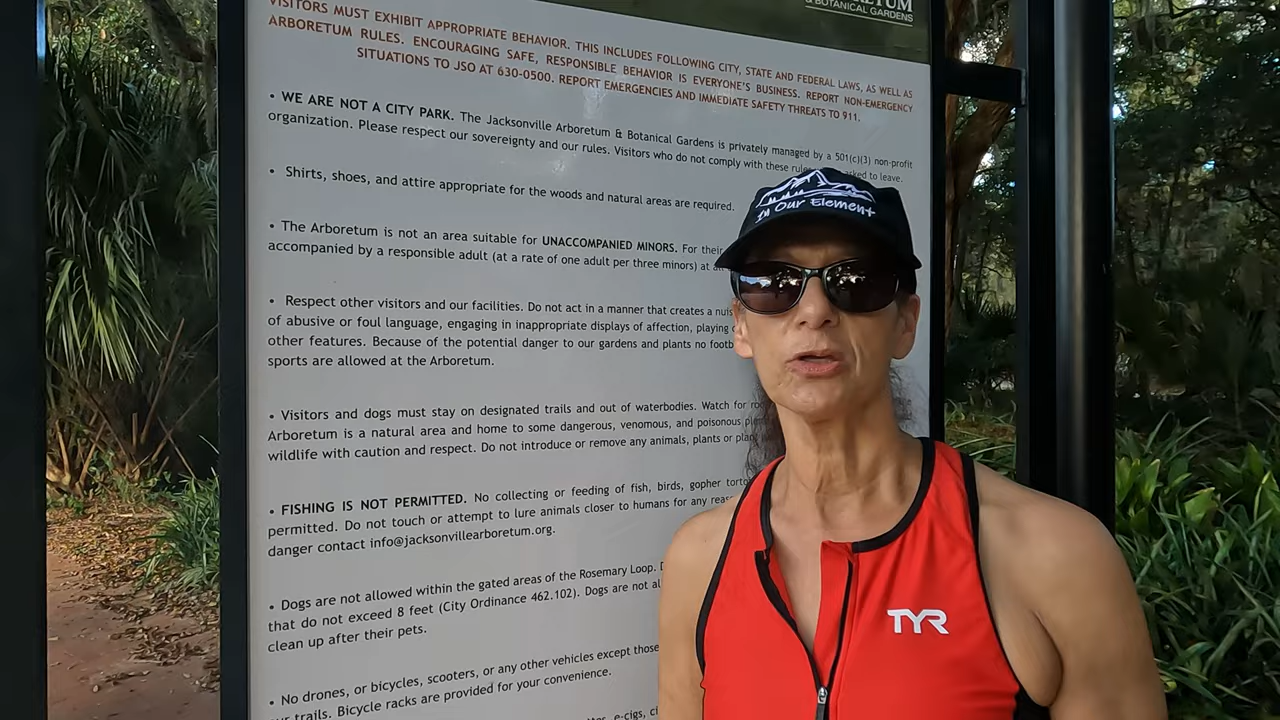 & BOTANICAL GARDENS
VISITORS MUST EXHIBIT APPROPRIATE BEHAVIOR. THIS INCLUDES FOLLOWING CITY, STATE AND FEDERAL LAWS, AS WELL AS
ARBORETUM RULES. ENCOURAGING SAFE, RESPONSIBLE BEHAVIOR IS EVERYONE'S BUSINESS. REPORT NON-EMERGENCY
SITUATIONS TO JSO AT 630-0500. REPORT EMERGENCIES AND IMMEDIATE SAFETY THREATS TO 911.
• WE ARE NOT A CITY PARK. The Jacksonville Arboretum & Botanical Gardens is privately managed by a 501(c)(3) non-profit
organization. Please respect our sovereignty and our rules. Visitors who do not comply with these asked to leave.
• Shirts, shoes, and attire appropriate for the woods and natural areas are required.
• The Arboretum is not an area suitable for UNACCOMPANIED MINORS. For their
accompanied by a responsible adult (at a rate of one adult per three minors) at
• Respect other visitors and our facilities. Do not act in a manner that creates a
of abusive or foul language, engaging in inappropriate displays of affection, playing
other features. Because of the potential danger to our gardens and plants no
sports are allowed at the Arboretum.
• Visitors and dogs must stay on designated trails and out of waterbodies. Watch for
Arboretum is a natural area and home to some dangerous, venomous, and poisonous
wildlife with caution and respect. Do not introduce or remove any animals, plants or
• FISHING IS NOT PERMITTED. No collecting or feeding of fish, birds, gopher
permitted. Do not touch or attempt to lure animals closer to humans for any
danger contact info@jacksonvillearboretum.org.
• Dogs are not allowed within the gated areas of the Rosemary Loop.
that do not exceed 8 feet (City Ordinance 462.102). Dogs are not
clean up after their pets.
• No drones, or bicycles, scooters, or any other vehicles except those
trails. Bicycle racks are provided for your convenience.
e-cigs,
In Our Element
TYR